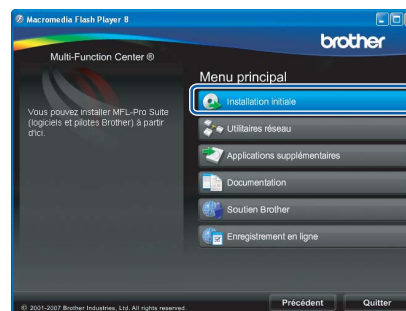 Macromedia Flash Player 8
brother
Multi-Function Center ®
Menu principal
Vous pouvez installer MFL-Pro Suite
(logiciels et pilotes Brother) à partir
d'ici.
Installation initiale
Utilitaires réseau
Applications supplémentaires
Documentation
Soutien Brother
Enregistrement en ligne
© 2001-2007 Brother Industries, Ltd. All rights reserved.
Précédent
Quitter